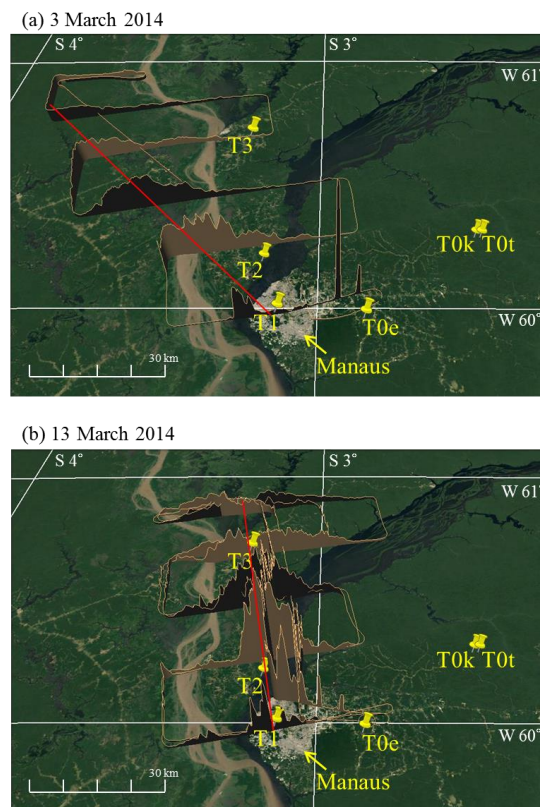 (a) 3 March 2014
S 4°
S 3°
W 61°
T3
T0k T0t
T2
T1
T0e
W 60°
30 km
Manaus
(b) 13 March 2014
S 4°
S 3°
W 61°
T3
T0k T0t
T2
T1
T0e
W 60°
30 km
Manaus